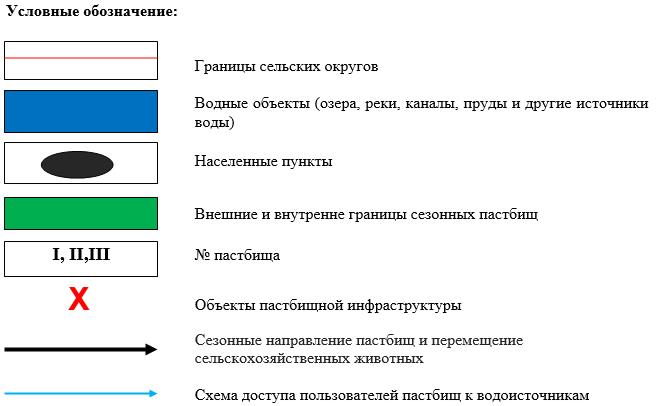 Условные обозначение:
Границы сельских округов
Водные объекты (озера, реки, каналы, пруды и другие источники
воды)
Населенные пункты
Внешние и внутренне границы сезонных пастбищ
I, II,III
№ пастбища
X
Объекты пастбищной инфраструктуры
Сезонные направление пастбищ и перемещение
сельскохозяйственных животных
Схема доступа пользователей пастбищ к водоисточникам